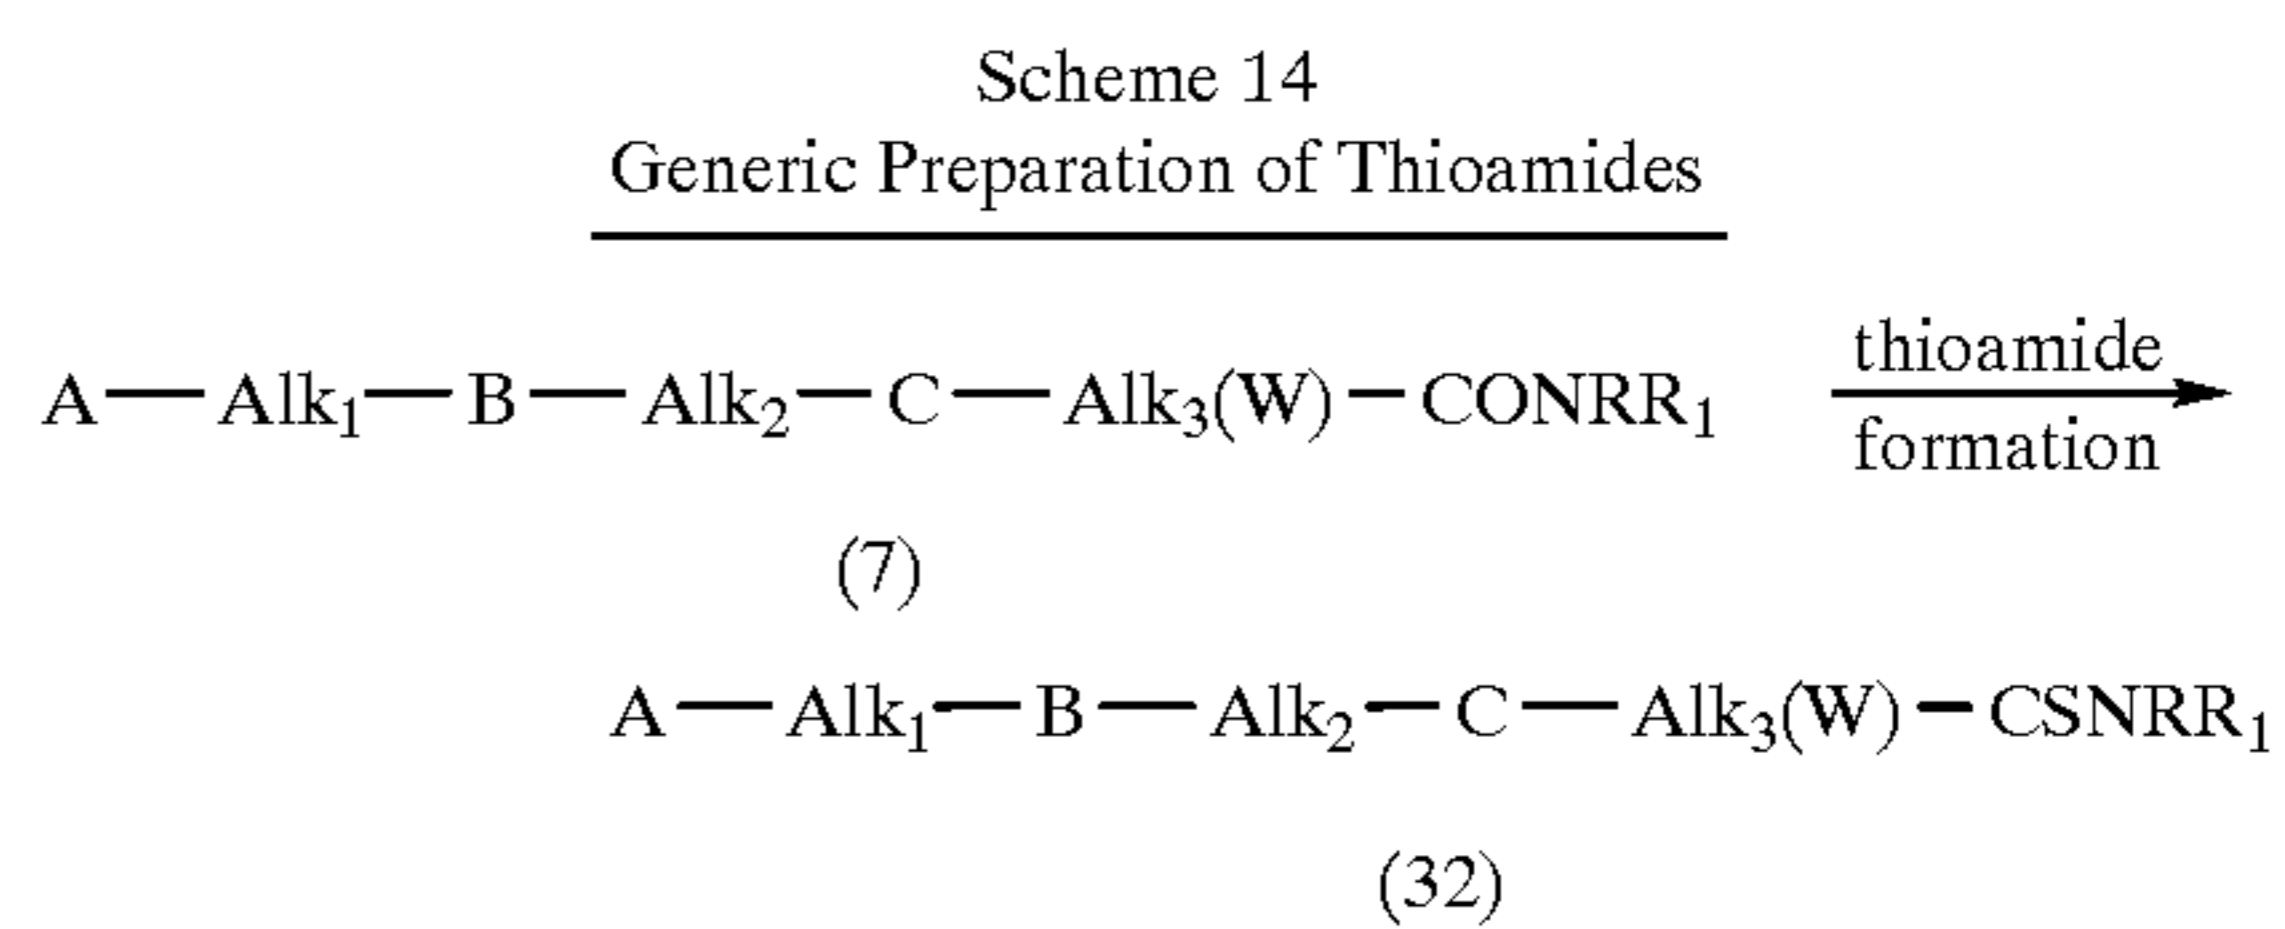 Scheme 14
Generic Preparation of Thioamides
A—Alk₁—B—Alk₂—C—Alk₃(W)—CONRR₁ thioamide formation
(7)
A—Alk₁—B—Alk₂—C—Alk₃(W)—CSNRR₁
(32)